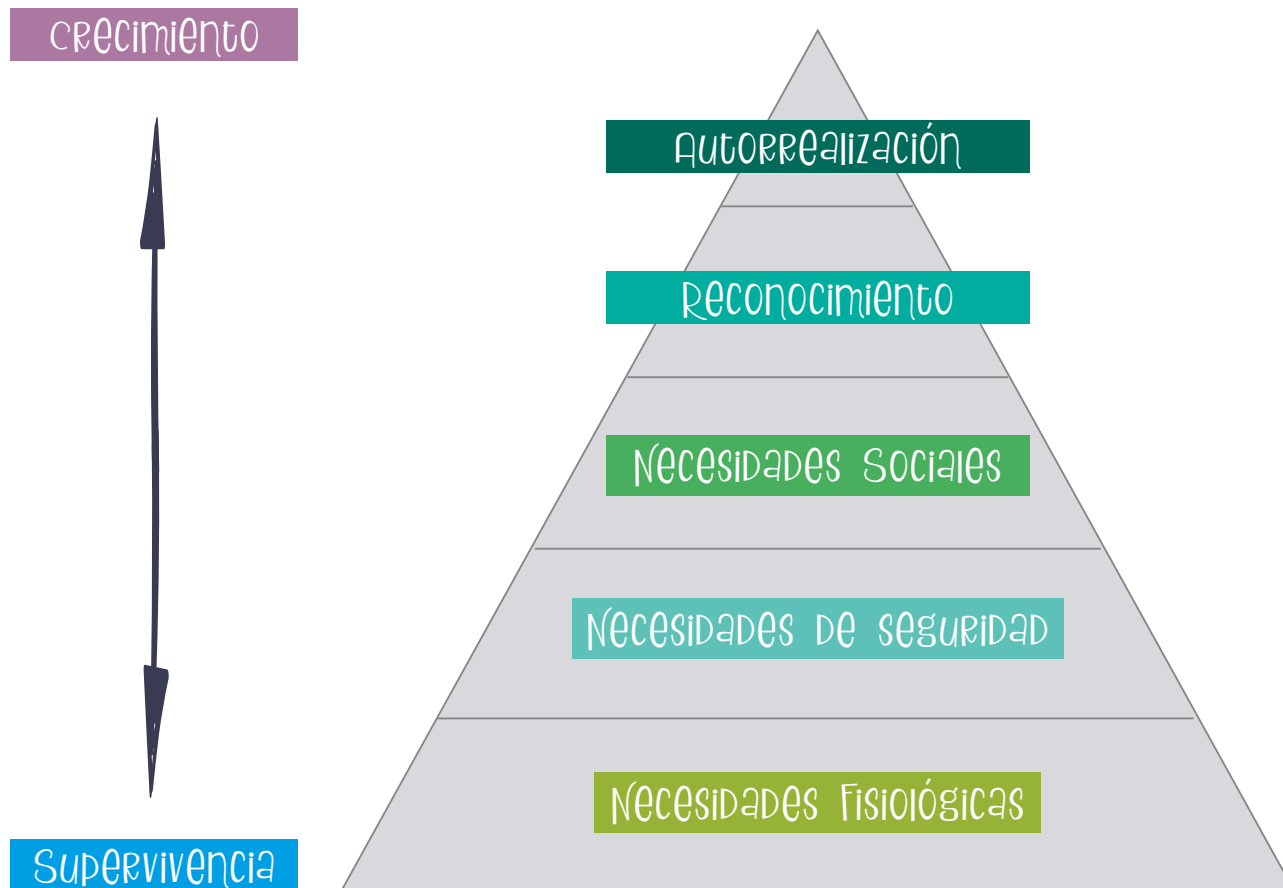 Crecimiento
Autorrealización
Reconocimiento
Necesidades Sociales
Necesidades de seguridad
Necesidades Fisiológicas
Supervivencia